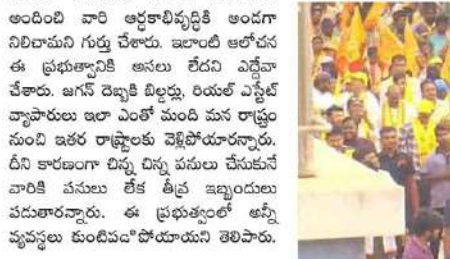 అందించి వారి ఆర్థికాభివృద్ధికి అండగా
నిలిచామని గుర్తు చేశారు. ఇలాంటి ఆలోచన
ఈ ప్రభుత్వానికి అసలు లేదని ఎద్దేవా
చేశారు. జగన్ దెబ్బకి బిల్డర్లు, రియల్ ఎస్టేట్
వ్యాపారులు ఇలా ఎంతో మంది మన రాష్ట్రం
నుంచి ఇతర రాష్ట్రాలకు వెళ్లిపోయారన్నారు.
దీని కారణంగా చిన్న చిన్న పనులు చేసుకునే
వారికి పనులు లేక తీవ్ర ఇబ్బందులు
పడుతారన్నారు. ఈ ప్రభుత్వంలో అన్నీ
వ్యవస్థలు కుంటిపడిపోయాయని తెలిపారు.